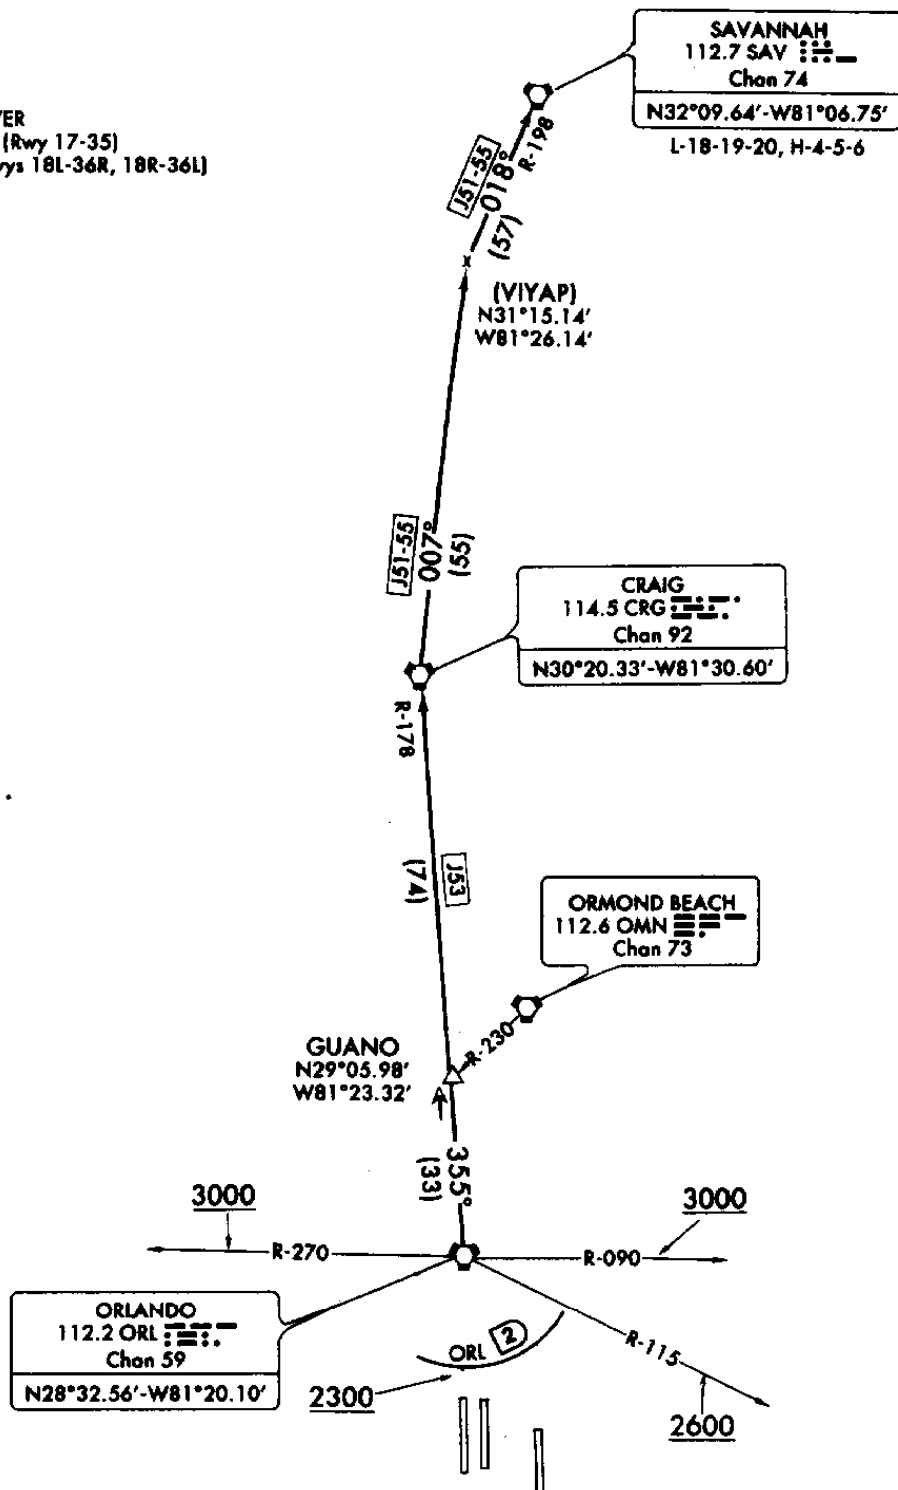 SAVANNAH
112.7 SAV
Chan 74
N32°09.64'-W81°06.75'
L-18-19-20, H-4-5-6
(Rwy 17-35)
18L-36R, 18R-36L)
R-198
J51-55
018°
(57)
(VIYAP)
N31°15.14'
W81°26.14'
J51-55
007°
(55)
CRAIG
114.5 CRG
Chan 92
N30°20.33'-W81°30.60'
R-178
J53
(74)
ORMOND BEACH
112.6 OMN
Chan 73
R-230
GUANO
N29°05.98'
W81°23.32'
355°
(33)
3000
3000
R-270
R-090
ORLANDO
112.2 ORL
Chan 59
N28°32.56'-W81°20.10'
ORL 2
R-115
2300
2600